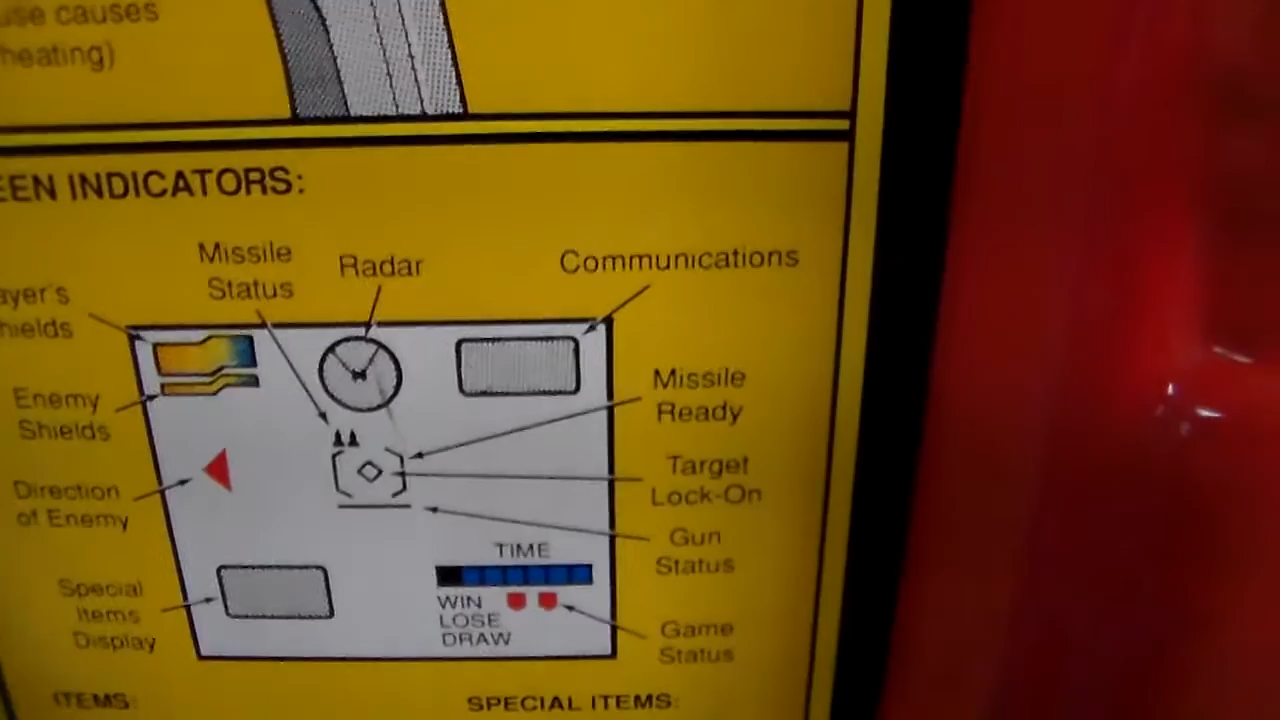 use causes
heating)
EEN INDICATORS:
Missile
Status
Radar
Communications
ayer's
hields
Enemy
Shields
Direction
of Enemy
Special
Items
Display
Missile
Ready
Target
Lock-On
Gun
Status
TIME
WIN
LOSE
DRAW
Game
Status
ITEMS:
SPECIAL ITEMS: